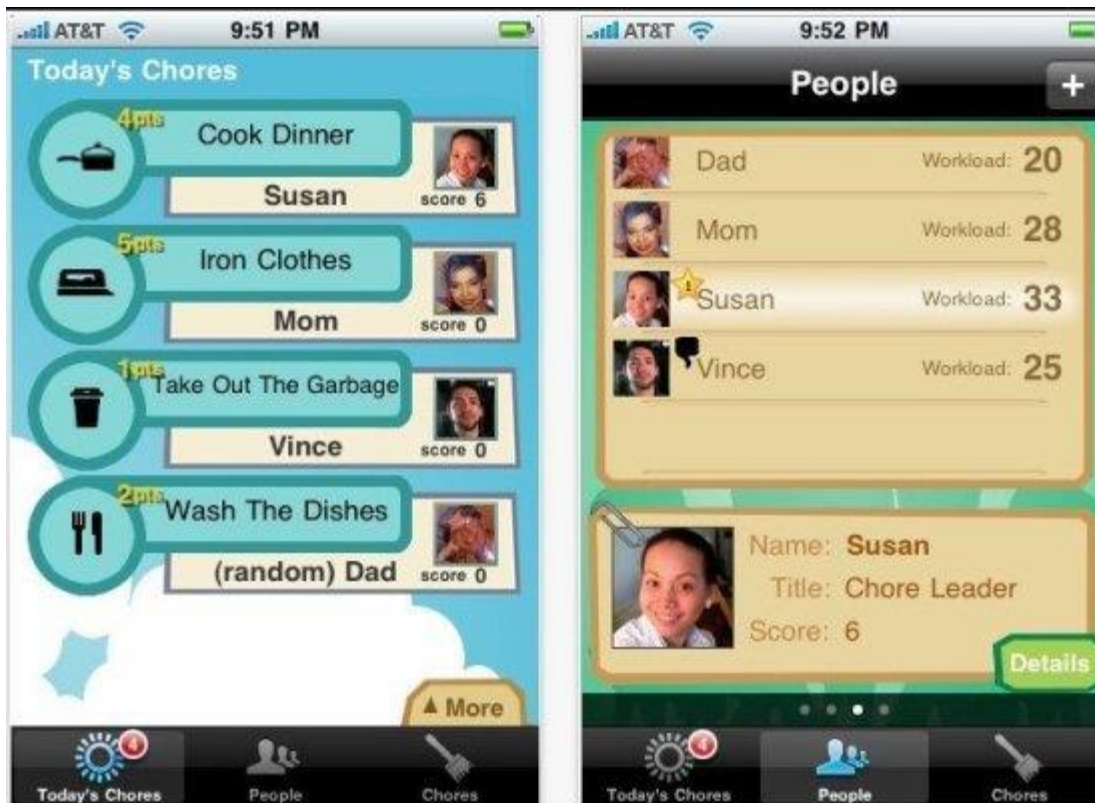 AT&T 9:51 PM
Today's Chores
4pts
Cook Dinner
Susan
score 6
5pts
Iron Clothes
Mom
score 0
1pts
Take Out The Garbage
Vince
score 0
2pts
Wash The Dishes
(random) Dad
score 0
More
4
Today's Chores People Chores
AT&T 9:52 PM
People +
Dad Workload: 20
Mom Workload: 28
1
Susan Workload: 33
Vince Workload: 25
Name: Susan
Title: Chore Leader
Score: 6
Details
4
Today's Chores People Chores